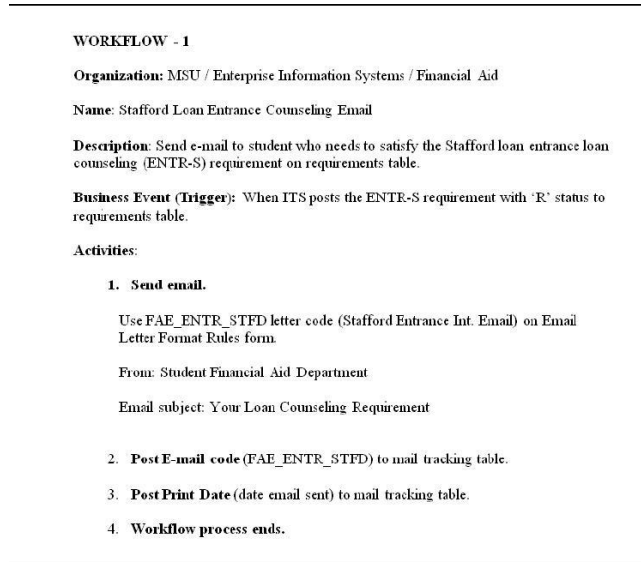 WORKFLOW - 1
Organization: MSU / Enterprise Information Systems / Financial Aid
Name: Stafford Loan Entrance Counseling Email
Description: Send e-mail to student who needs to satisfy the Stafford loan entrance loan
counseling (ENTR-S) requirement on requirements table.
Business Event (Trigger): When ITS posts the ENTR-S requirement with ‘R’ status to
requirements table.
Activities:
1. Send email.
Use FAE_ENTR_STFD letter code (Stafford Entrance Int. Email) on Email
Letter Format Rules form.
From: Student Financial Aid Department
Email subject: Your Loan Counseling Requirement
2. Post E-mail code (FAE_ENTR_STFD) to mail tracking table.
3. Post Print Date (date email sent) to mail tracking table.
4. Workflow process ends.